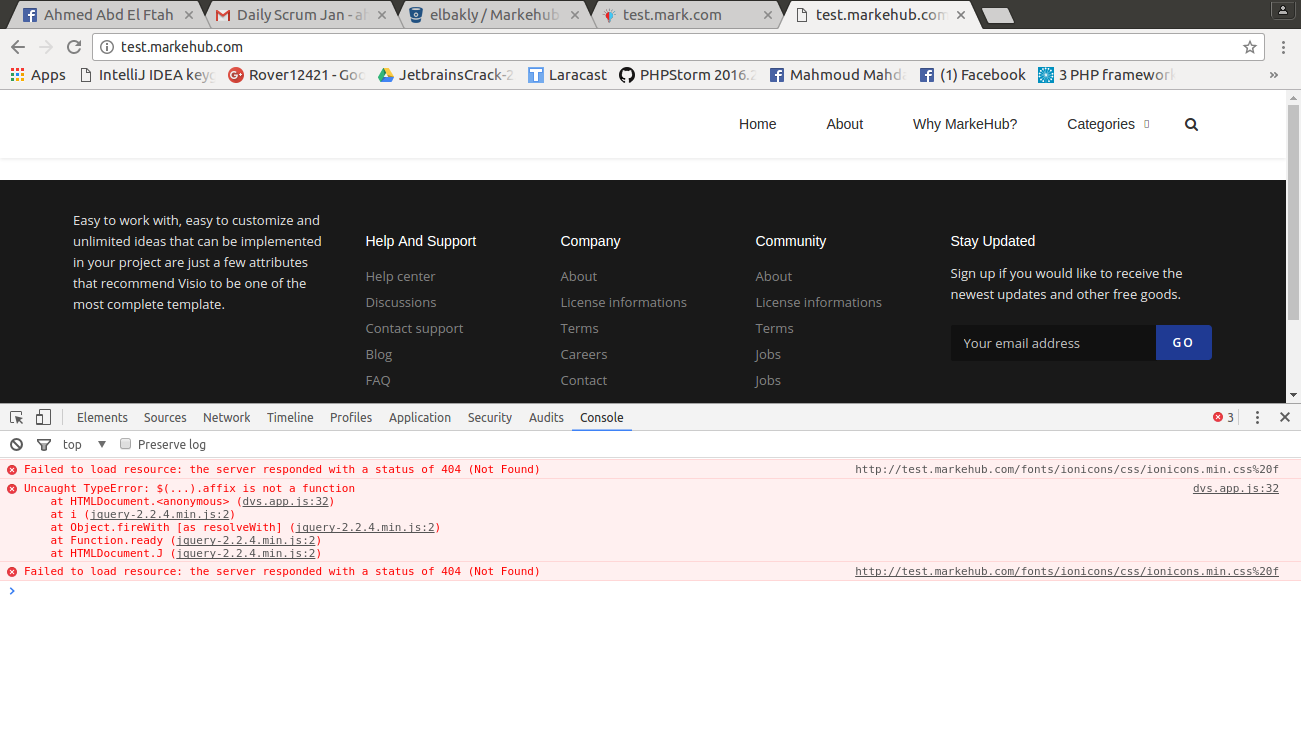 Ahmed Abd El Ftah
Daily Scrum Jan - a
elbakly / Markehub
test.mark.com
test.markehub.com
test.markehub.com
Apps
IntelliJ IDEA keyg
Rover12421 - Goo
JetbrainsCrack-2
Laracast
PHPStorm 2016.2
Mahmoud Mahda
(1) Facebook
3 PHP framework
»
Home About Why MarkeHub? Categories
Easy to work with, easy to customize and
unlimited ideas that can be implemented
in your project are just a few attributes
that recommend Visio to be one of the
most complete template.
Help And Support
Help center
Discussions
Contact support
Blog
FAQ
Company
About
License informations
Terms
Careers
Contact
Community
About
License informations
Terms
Jobs
Jobs
Stay Updated
Sign up if you would like to receive the
newest updates and other free goods.
Your email address GO
Elements Sources Network Timeline Profiles Application Security Audits Console 3
top Preserve log
Failed to load resource: the server responded with a status of 404 (Not Found) http://test.markehub.com/fonts/ionicons/css/ionicons.min.css%20f
Uncaught TypeError: $(...).affix is not a function dvs.app.js:32
at HTMLDocument.<anonymous> (dvs.app.js:32)
at i (jquery-2.2.4.min.js:2)
at Object.fireWith [as resolveWith] (jquery-2.2.4.min.js:2)
at Function.ready (jquery-2.2.4.min.js:2)
at HTMLDocument.J (jquery-2.2.4.min.js:2)
Failed to load resource: the server responded with a status of 404 (Not Found) http://test.markehub.com/fonts/ionicons/css/ionicons.min.css%20f